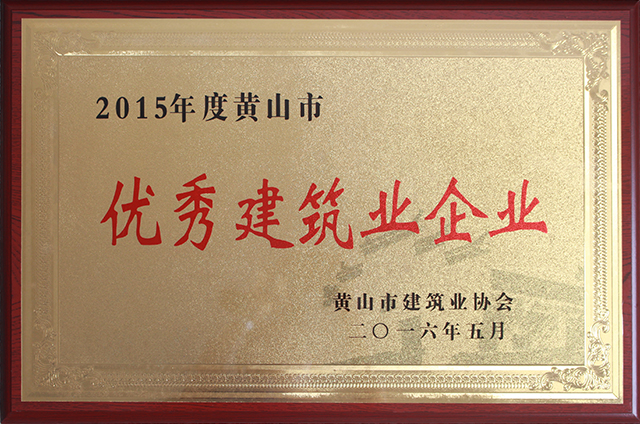 2015年度黄山市
优秀建筑业企业
黄山市建筑业协会
二〇一六年五月